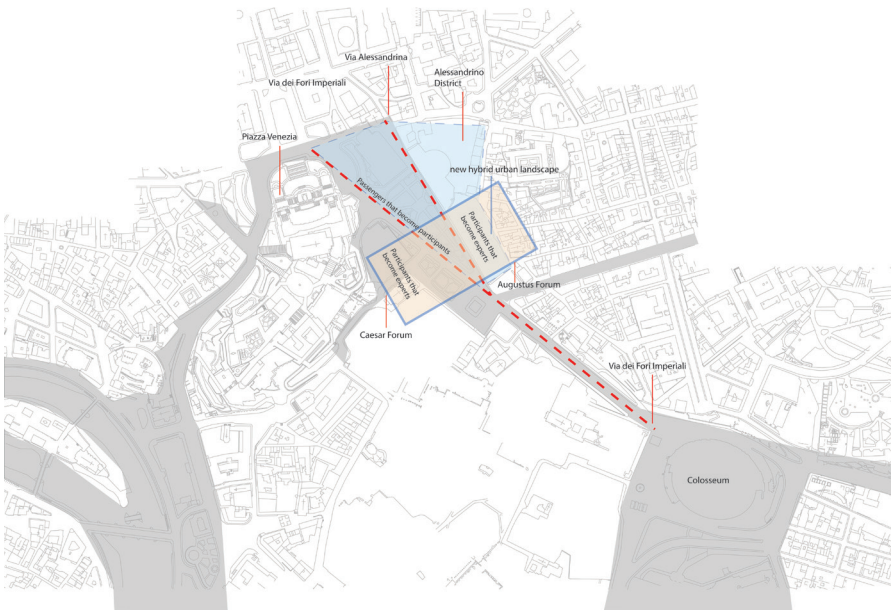 Via Alessandrina
Alessandrino
District
Via dei Fori Imperiali
Piazza Venezia
new hybrid urban landscape
Passengers that become participants
Participants that
become experts
Participants that
become experts
Augustus Forum
Caesar Forum
Via dei Fori Imperiali
Colosseum